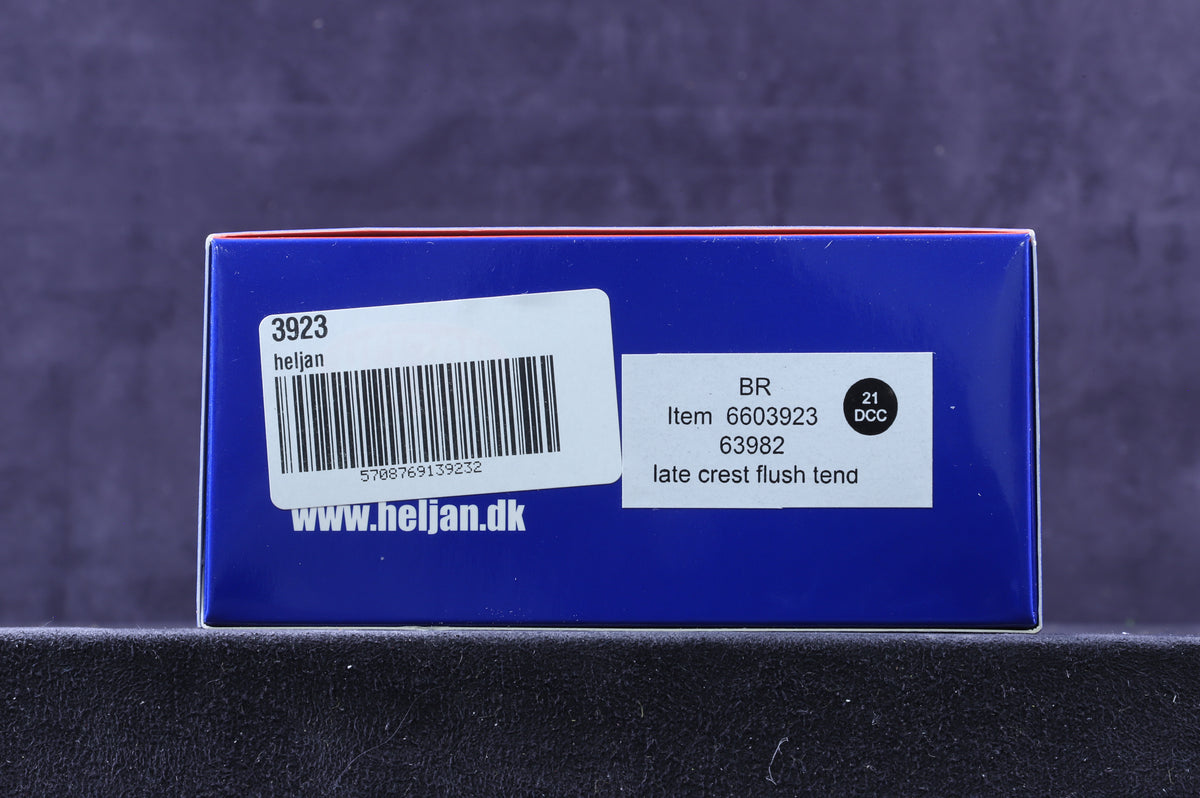 3923
heljan
5708769139232
www.heljan.dk
BR
Item 6603923
63982
late crest flush tend
21
DCC